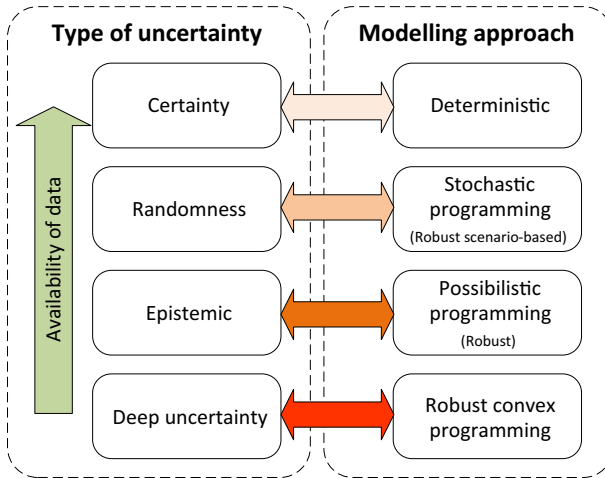 Type of uncertainty
Modelling approach
Availability of data
Certainty
Deterministic
Randomness
Stochastic
programming
(Robust scenario-based)
Epistemic
Possibilistic
programming
(Robust)
Deep uncertainty
Robust convex
programming